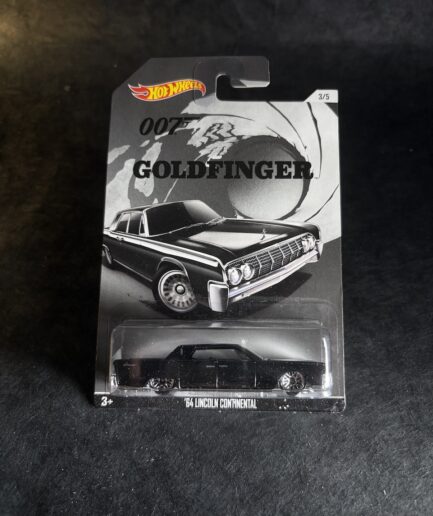 HOT WHEELS
3/5
007
GOLDFINGER
'64 LINCOLN CONTINENTAL
3+